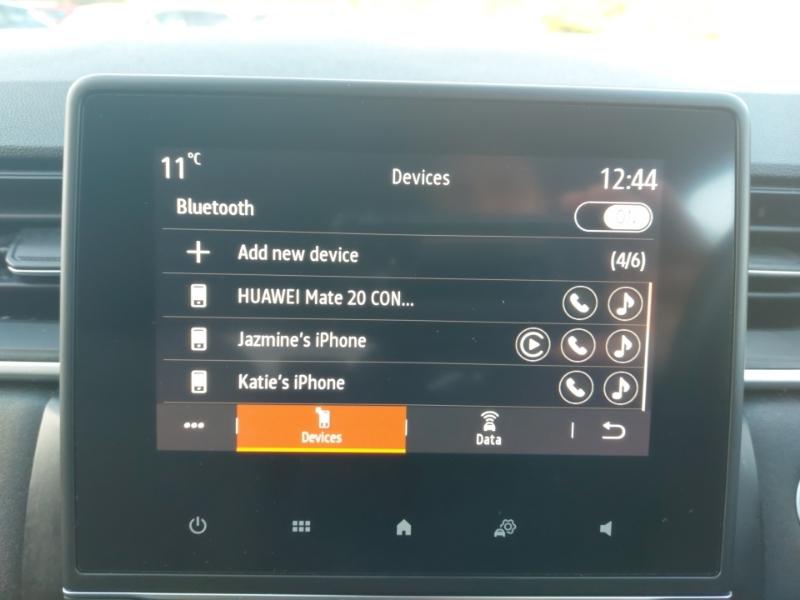 11°C
Devices
12:44
Bluetooth
ON
Add new device
(4/6)
HUAWEI Mate 20 CON...
Jazmine's iPhone
Katie's iPhone
Devices
Data